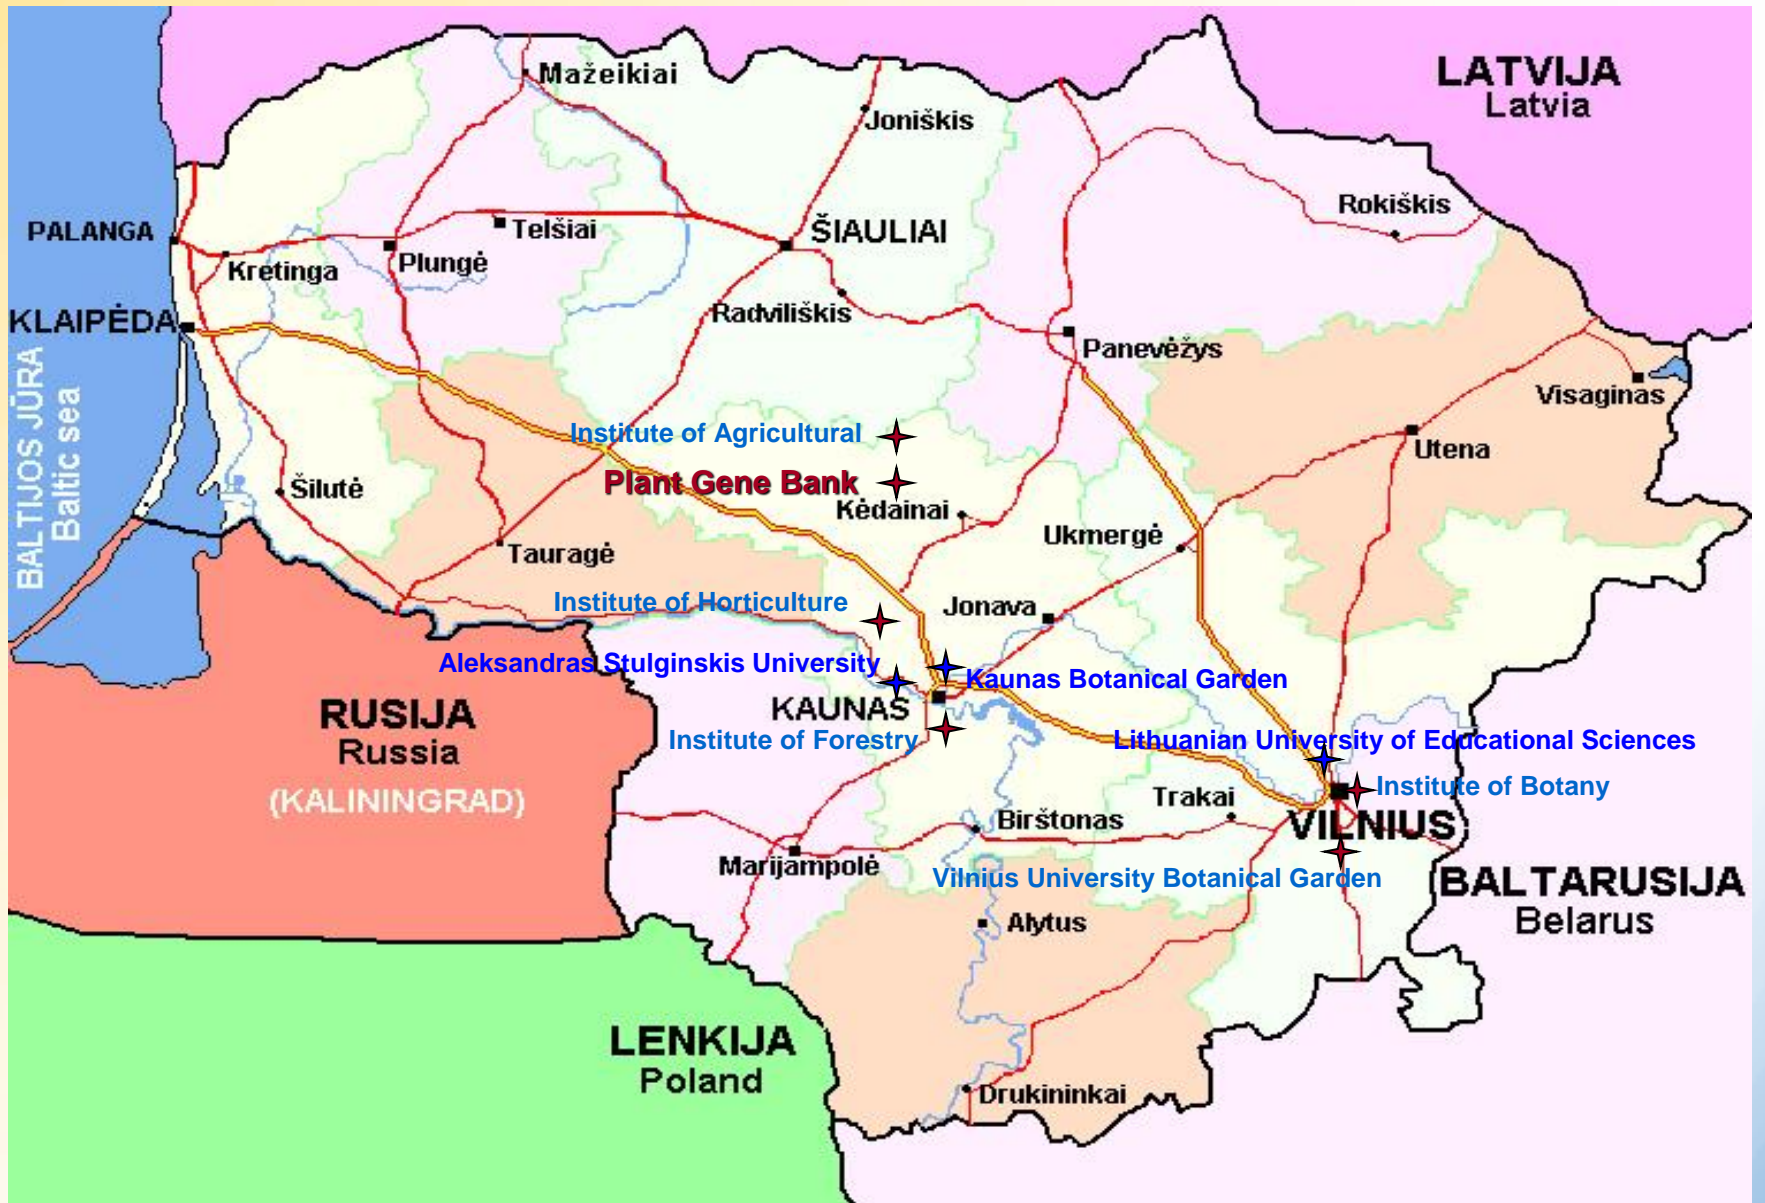 Mažeikiai
LATVIJA
Latvia
Joniškis
Rokiškis
PALANGA
Telšiai
ŠIAULIAI
Kretinga
Plungė
KLAIPĖDA
Radviliškis
Panevėžys
Visaginas
BALTIJOS JŪRA
Baltic sea
Institute of Agricultural
Utena
Plant Gene Bank
Šilutė
Kėdainai
Ukmergė
Tauragė
Institute of Horticulture
Jonava
Aleksandras Stulginskis University
Kaunas Botanical Garden
KAUNAS
RUSIJA
Russia
(KALININGRAD)
Institute of Forestry
Lithuanian University of Educational Sciences
Institute of Botany
Trakai
Birštonas
VILNIUS
Marijampolė
Vilnius University Botanical Garden
BALTARUSIJA
Belarus
Alytus
LENKIJA
Poland
Drukininkai